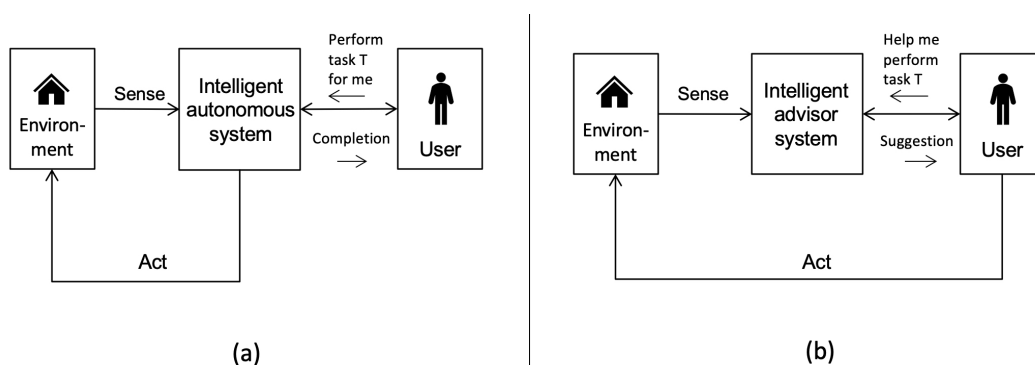 Perform
task T
for me
Sense
Intelligent
autonomous
system
Environ-
ment
Completion
User
Act
(a)
Help me
perform
task T
Sense
Intelligent
advisor
system
Environ-
ment
Suggestion
User
Act
(b)